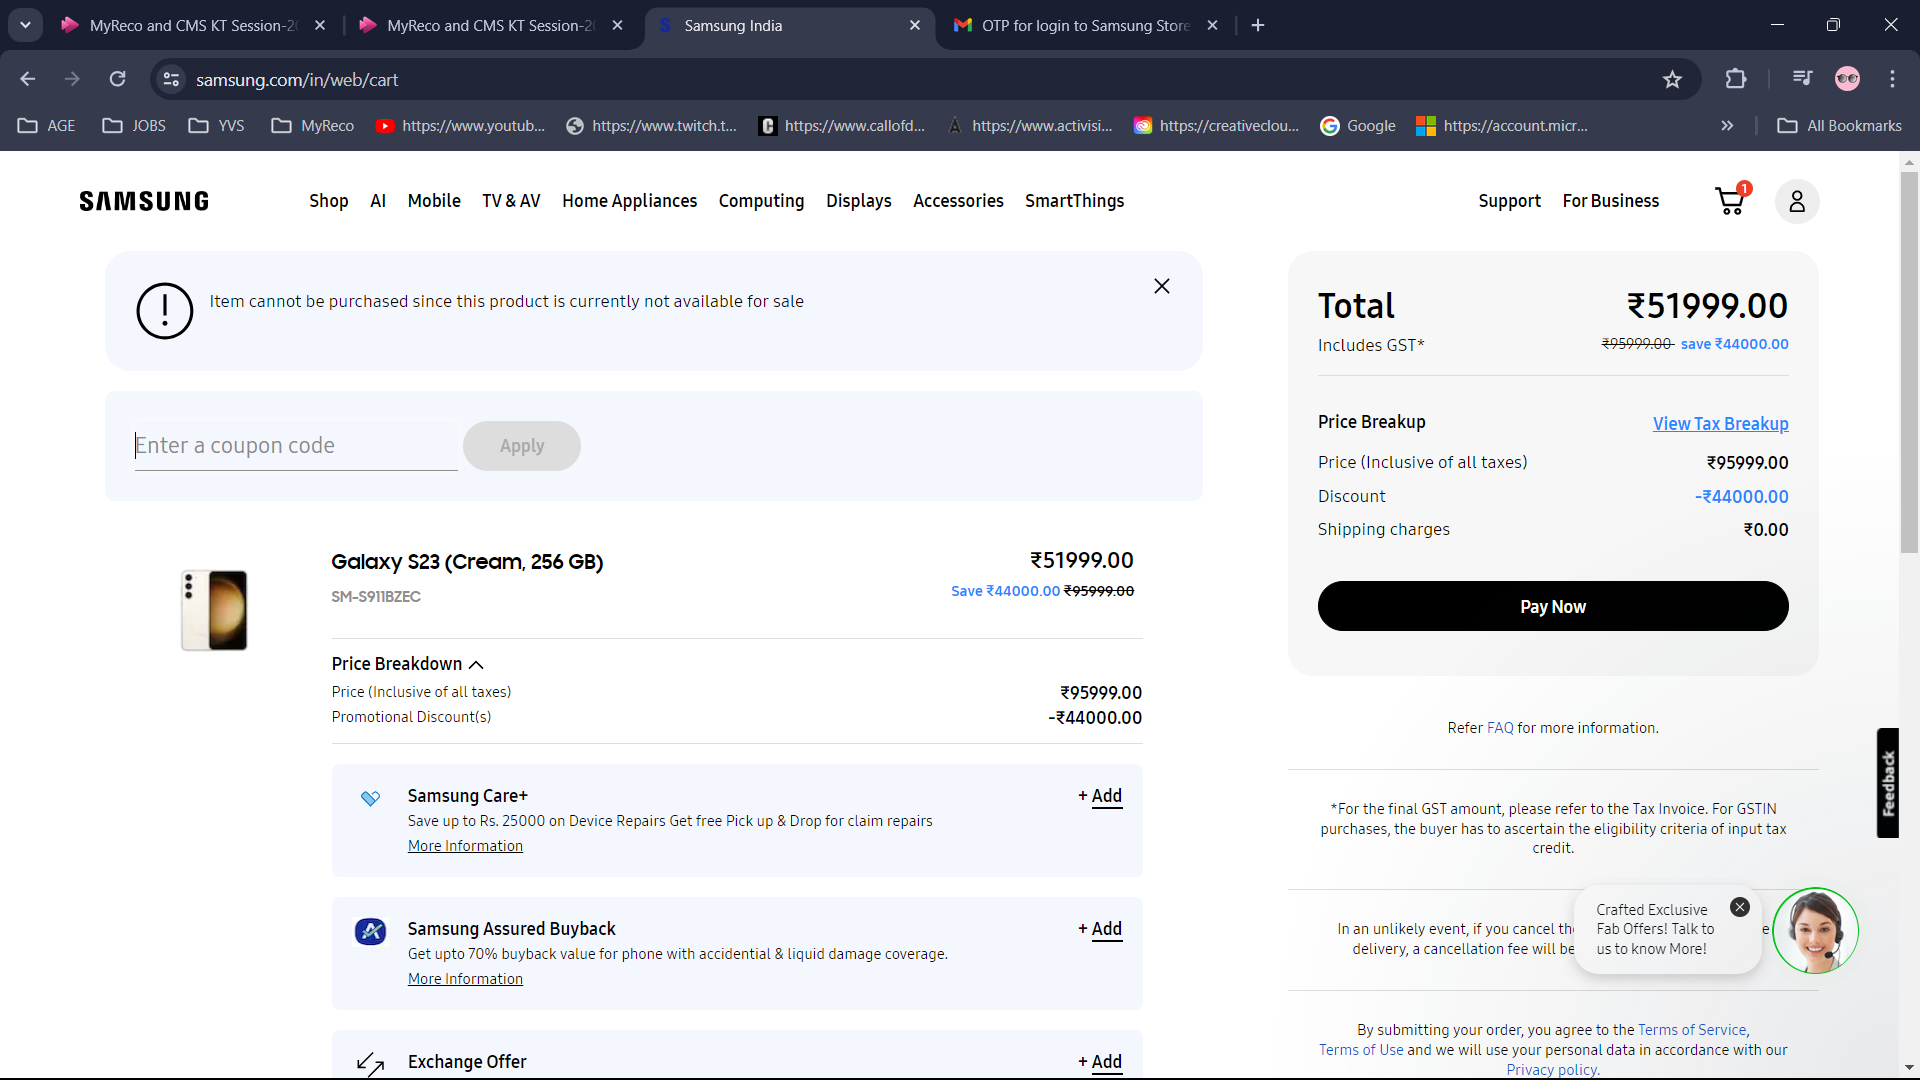 MyReco and CMS KT Session-20
MyReco and CMS KT Session-20
Samsung India
OTP for login to Samsung Store
samsung.com/in/web/cart
AGE
JOBS
YVS
MyReco
https://www.youtub...
https://www.twitch.t...
https://www.callofd...
https://www.activisi...
https://creativeclou...
Google
https://account.micr...
All Bookmarks
SAMSUNG
Shop
AI
Mobile
TV & AV
Home Appliances
Computing
Displays
Accessories
SmartThings
Support
For Business
1
Item cannot be purchased since this product is currently not available for sale
Enter a coupon code
Apply
Galaxy S23 (Cream, 256 GB)
₹51999.00
SM-S911BZEC
Save ₹44000.00 ₹95999.00
Price Breakdown
Price (Inclusive of all taxes)
₹95999.00
Promotional Discount(s)
-₹44000.00
Samsung Care+
+ Add
Save up to Rs. 25000 on Device Repairs Get free Pick up & Drop for claim repairs
More Information
Samsung Assured Buyback
+ Add
Get upto 70% buyback value for phone with accidential & liquid damage coverage.
More Information
Exchange Offer
+ Add
Total
₹51999.00
Includes GST*
₹95999.00 save ₹44000.00
Price Breakup
View Tax Breakup
Price (Inclusive of all taxes)
₹95999.00
Discount
-₹44000.00
Shipping charges
₹0.00
Pay Now
Refer FAQ for more information.
*For the final GST amount, please refer to the Tax Invoice. For GSTIN
purchases, the buyer has to ascertain the eligibility criteria of input tax
credit.
In an unlikely event, if you cancel the
delivery, a cancellation fee will be
Crafted Exclusive
Fab Offers! Talk to
us to know More!
By submitting your order, you agree to the Terms of Service,
Terms of Use and we will use your personal data in accordance with our
Privacy policy.
Feedback